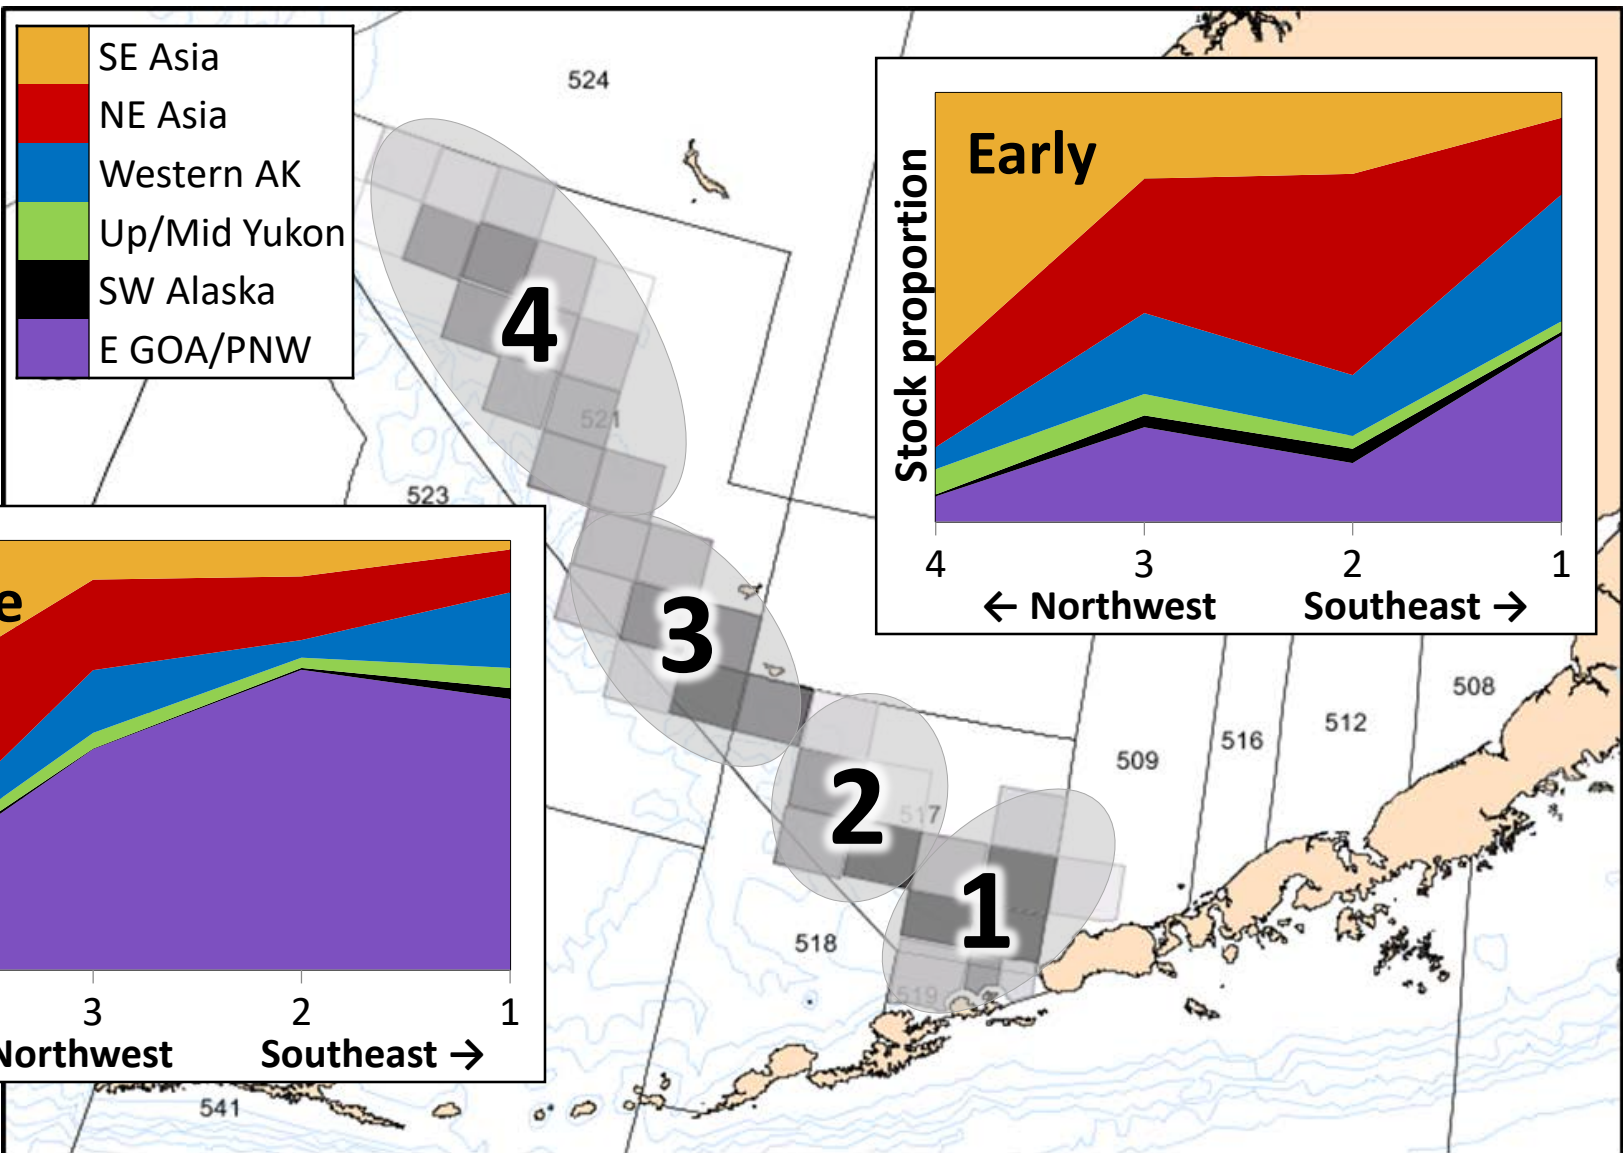 SE Asia
NE Asia
Western AK
Up/Mid Yukon
SW Alaska
E GOA/PNW
524
Early
Stock proportion
4 3 2 1
← Northwest Southeast →
4
521
523
3
2
517
1
519
518
509
516
512
508
e
3 2 1
Northwest Southeast →
541